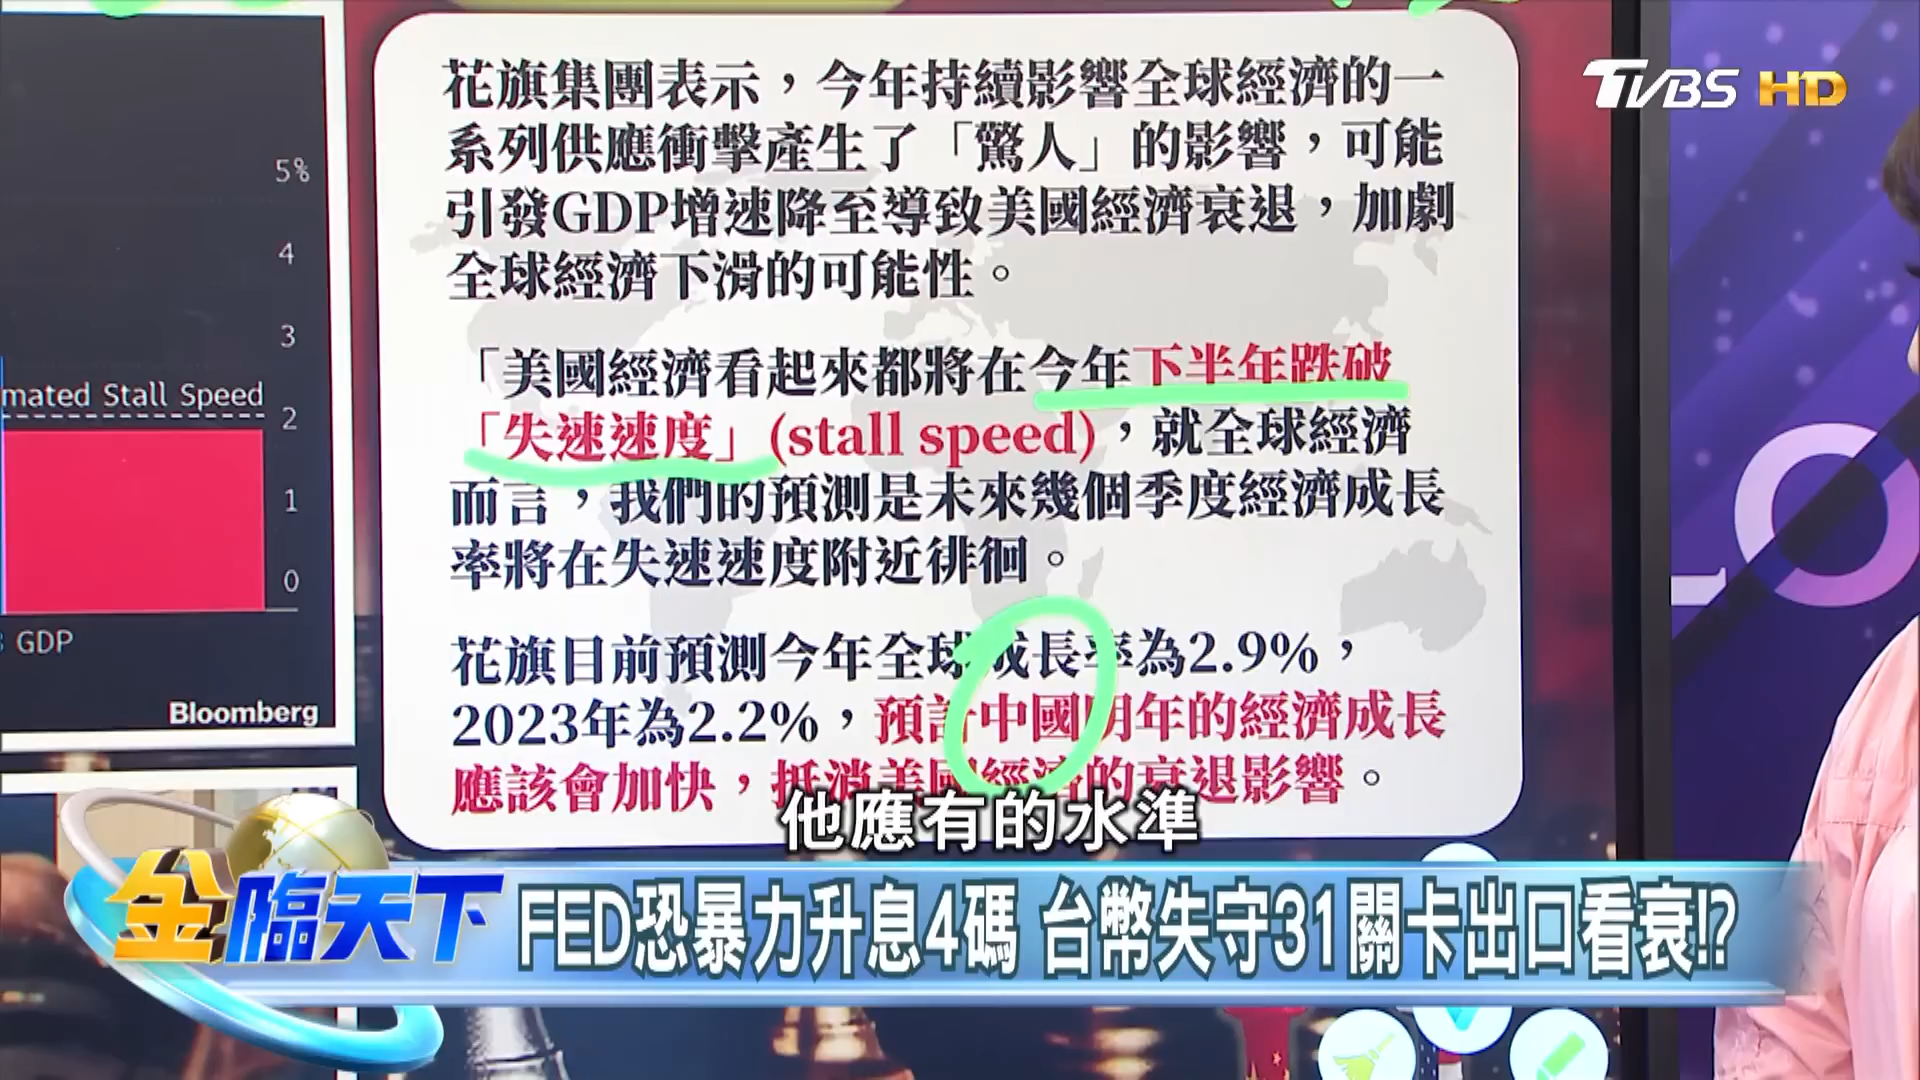 花旗集團表示，今年持續影響全球經濟的一
系列供應衝擊產生了「驚人」的影響，可能
引發GDP增速降至導致美國經濟衰退，加劇
全球經濟下滑的可能性。
「美國經濟看起來都將在今年下半年跌破
「失速速度」(stall speed)，就全球經濟
而言，我們的預測是未來幾個季度經濟成長
率將在失速速度附近徘徊。
花旗目前預測今年全球成長率為2.9%，
2023年為2.2%，預計中國明年的經濟成長
應該會加快，抵消美國經濟的衰退影響。
TVBS HD
5%
4
3
mated Stall Speed
2
1
0
GDP
Bloomberg
他應有的水準
金臨天下
FED恐暴力升息4碼 台幣失守31關卡出口看衰!?